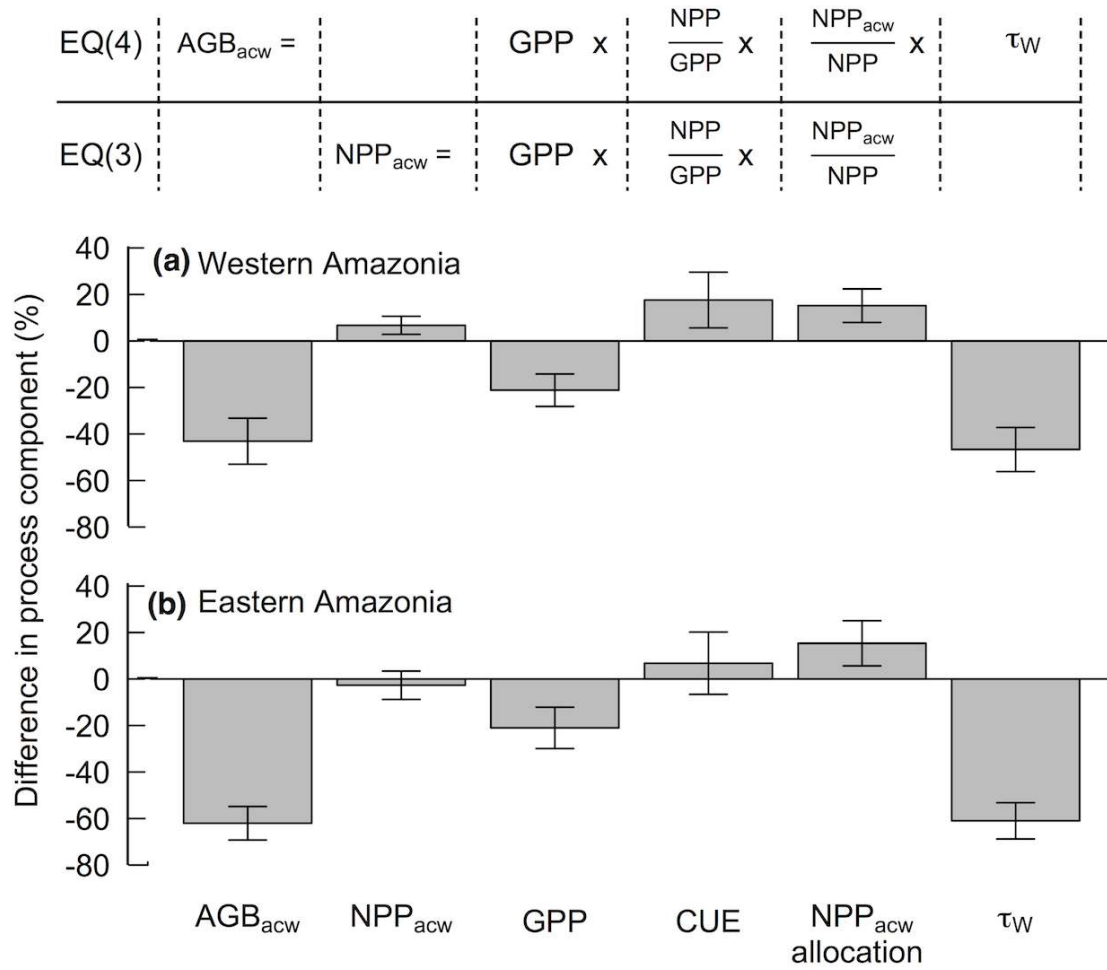 EQ(4) AGBacw = GPP x NPP/GPP x NPPacw/NPP x τW
EQ(3) NPPacw = GPP x NPP/GPP x NPPacw/NPP
Difference in process component (%)
(a) Western Amazonia
40
20
0
-20
-40
-60
-80
(b) Eastern Amazonia
40
20
0
-20
-40
-60
-80
AGBacw NPPacw GPP CUE NPPacw allocation τW